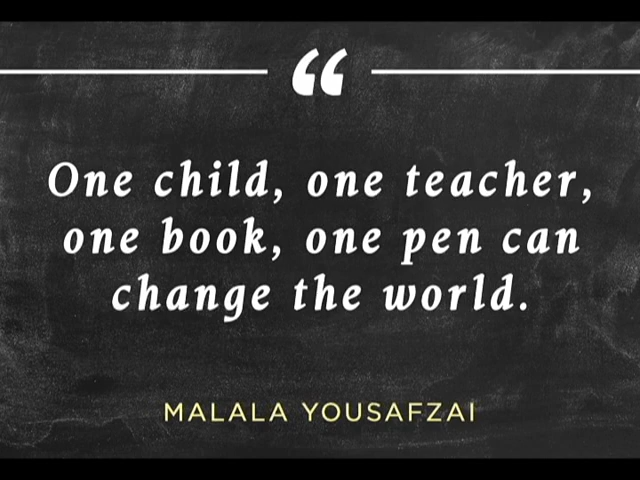 “
One child, one teacher,
one book, one pen can
change the world.
MALALA YOUSAFZAI